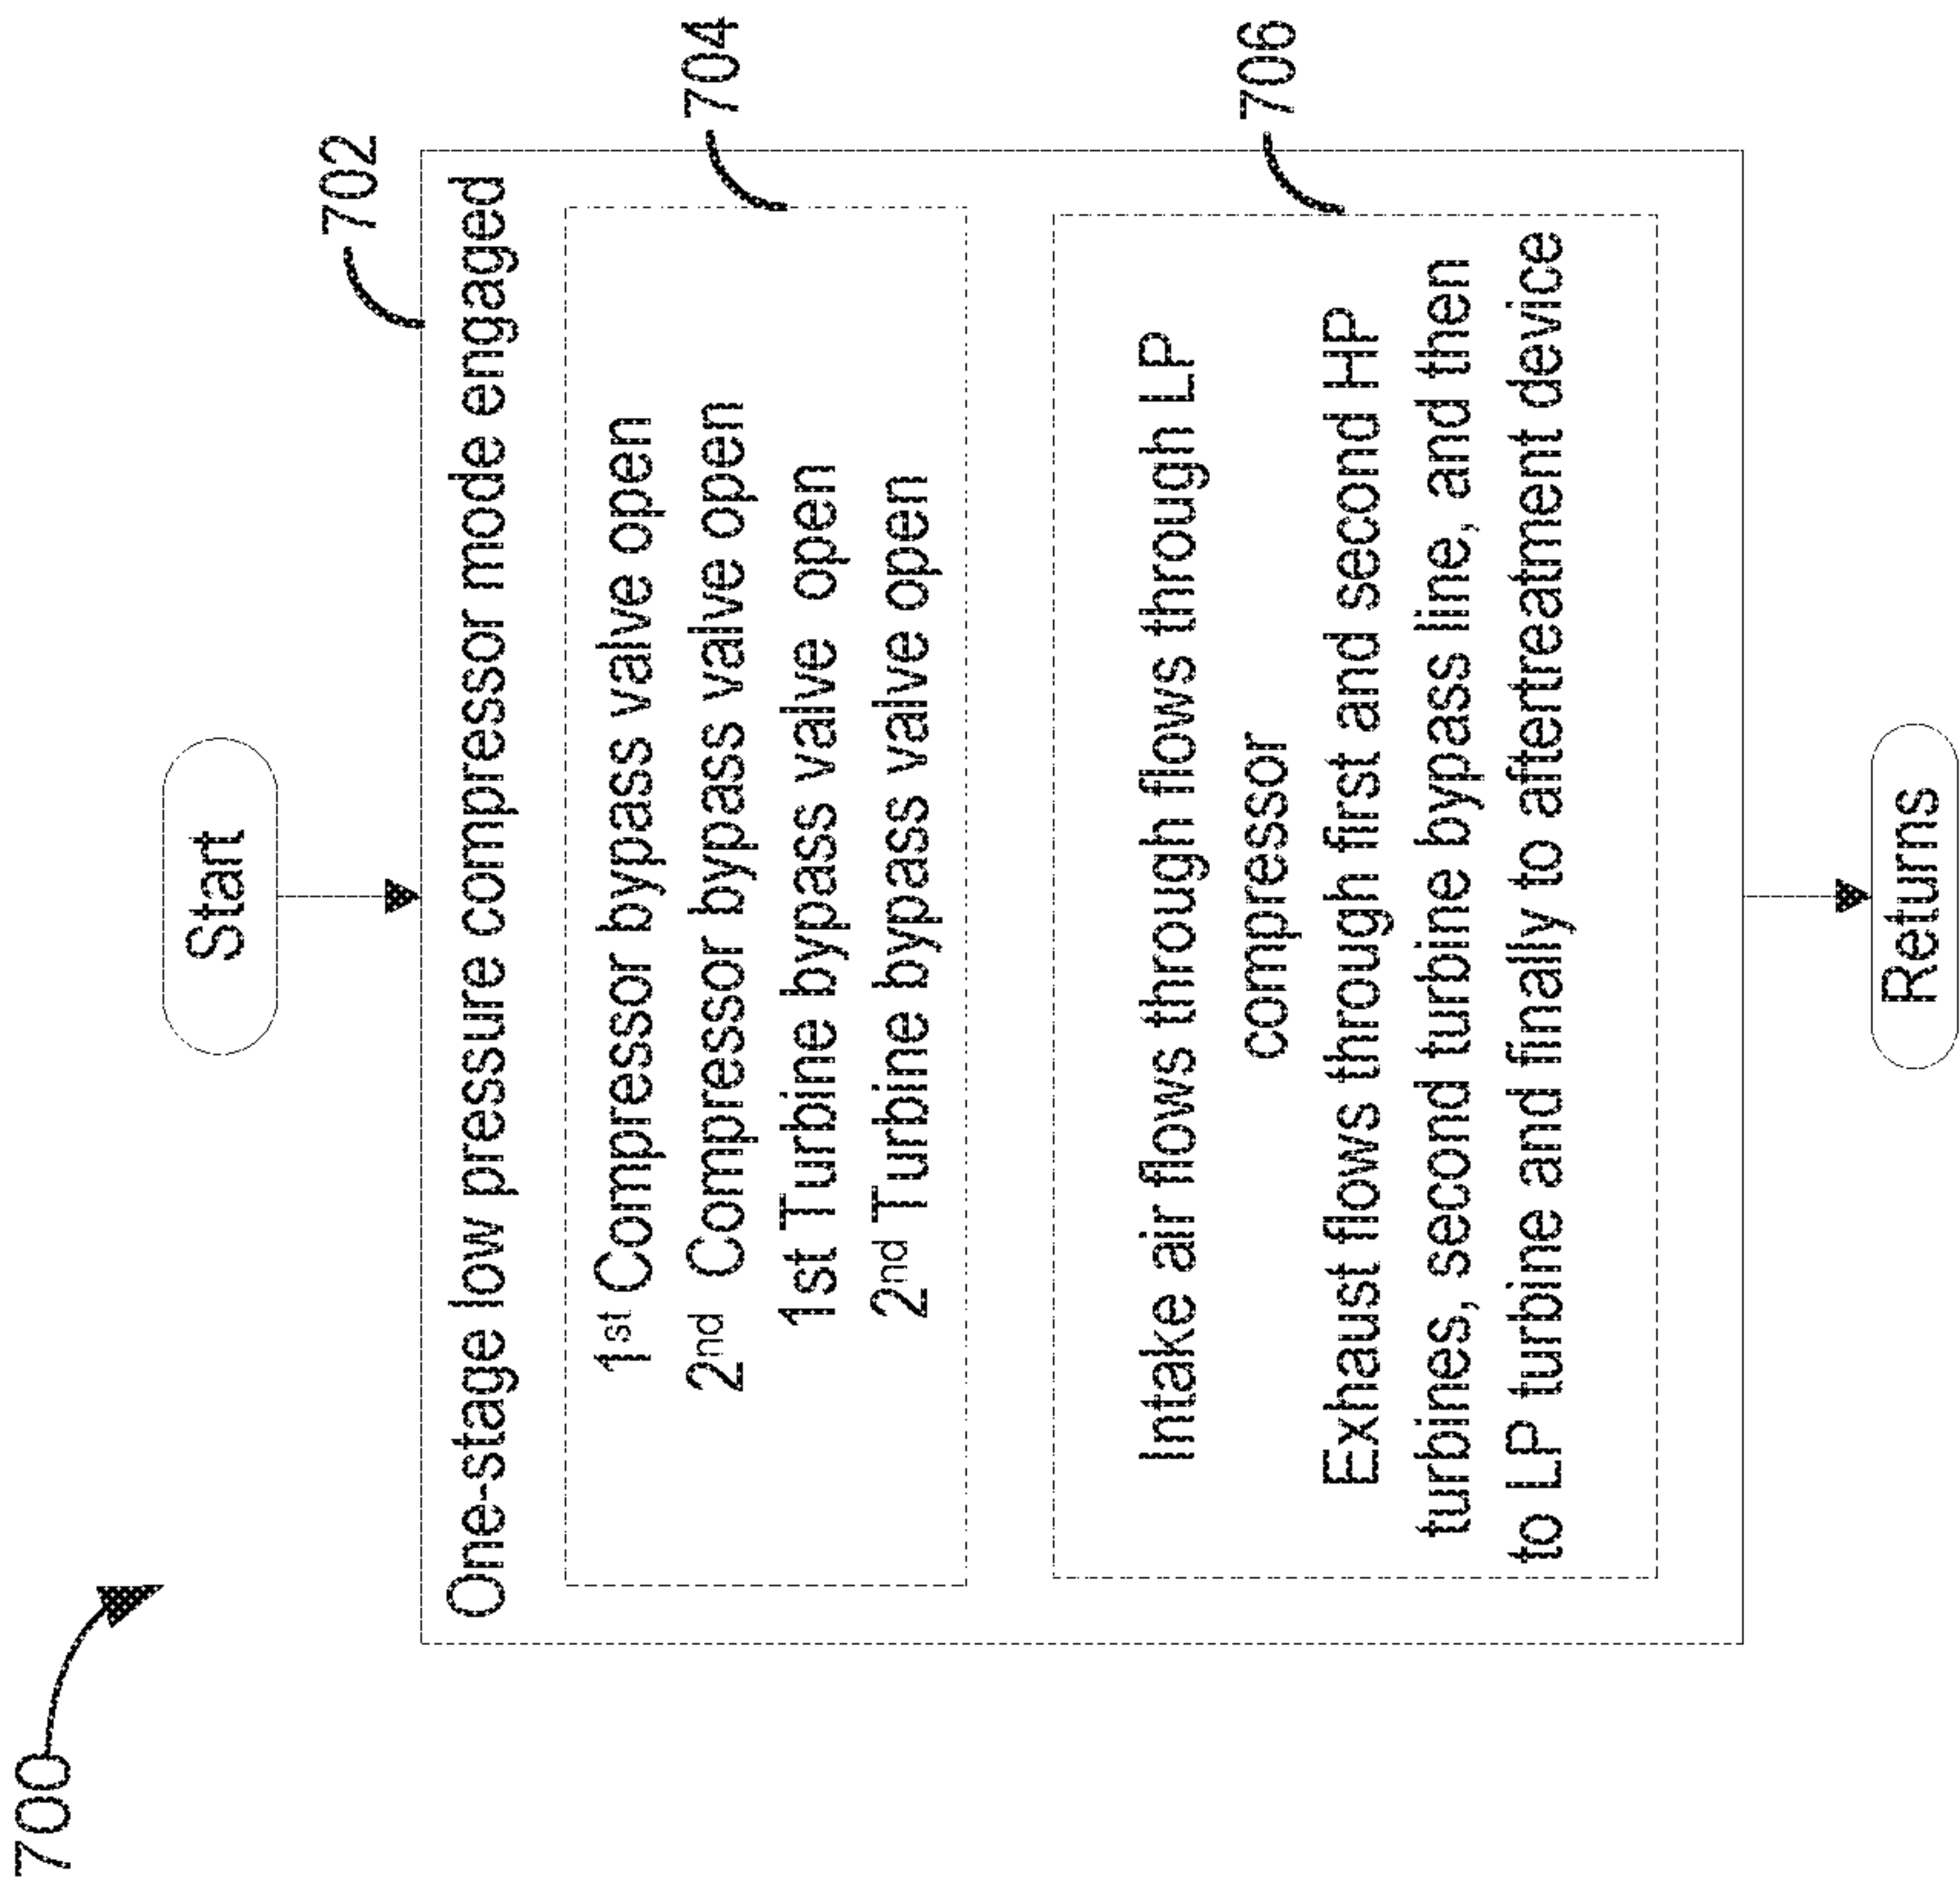 700
Start
702
One-stage low pressure compressor mode engaged
704
1st Compressor bypass valve open
2nd Compressor bypass valve open
1st Turbine bypass valve open
2nd Turbine bypass valve open
706
Intake air flows through flows through LP
compressor
Exhaust flows through first and second HP
turbines, second turbine bypass line, and then
to LP turbine and finally to aftertreatment device
Returns